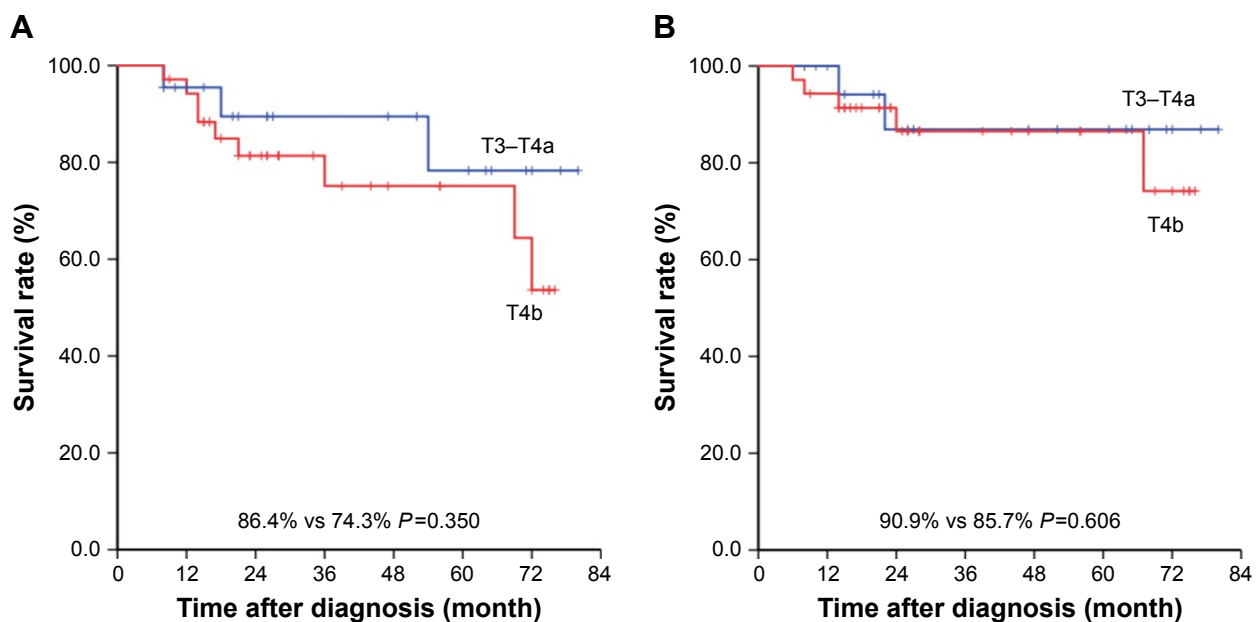 A
Survival rate (%)
100.0
80.0
60.0
40.0
20.0
0.0
T3–T4a
T4b
86.4% vs 74.3% P=0.350
0 12 24 36 48 60 72 84
Time after diagnosis (month)
B
Survival rate (%)
100.0
80.0
60.0
40.0
20.0
0.0
T3–T4a
T4b
90.9% vs 85.7% P=0.606
0 12 24 36 48 60 72 84
Time after diagnosis (month)